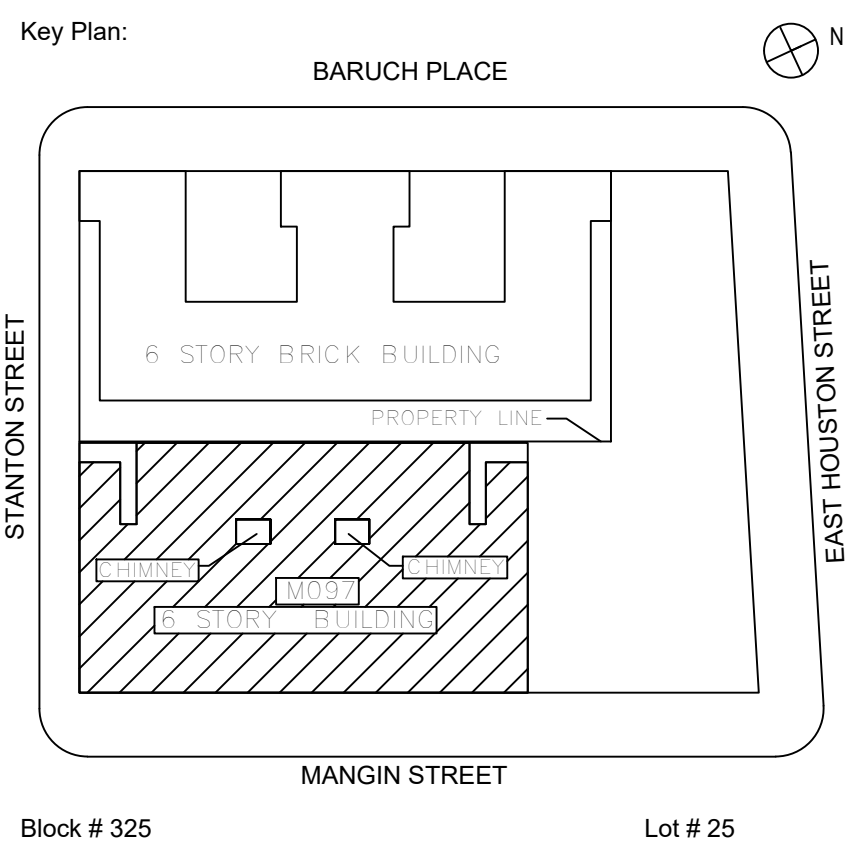 Key Plan:
N
BARUCH PLACE
STANTON STREET
EAST HOUSTON STREET
6 STORY BRICK BUILDING
PROPERTY LINE
CHIMNEY
CHIMNEY
M097
6 STORY BUILDING
MANGIN STREET
Block # 325
Lot # 25